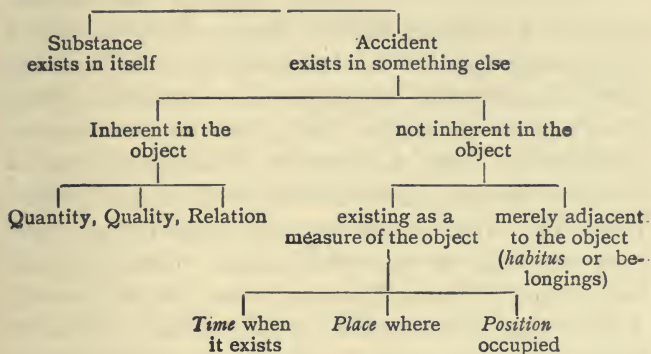 Substance
exists in itself
Accident
exists in something else
Inherent in the
object
not inherent in the
object
Quantity, Quality, Relation
existing as a
measure of the object
merely adjacent
to the object
(habitus or be-
longings)
Time when
it exists
Place where
Position
occupied